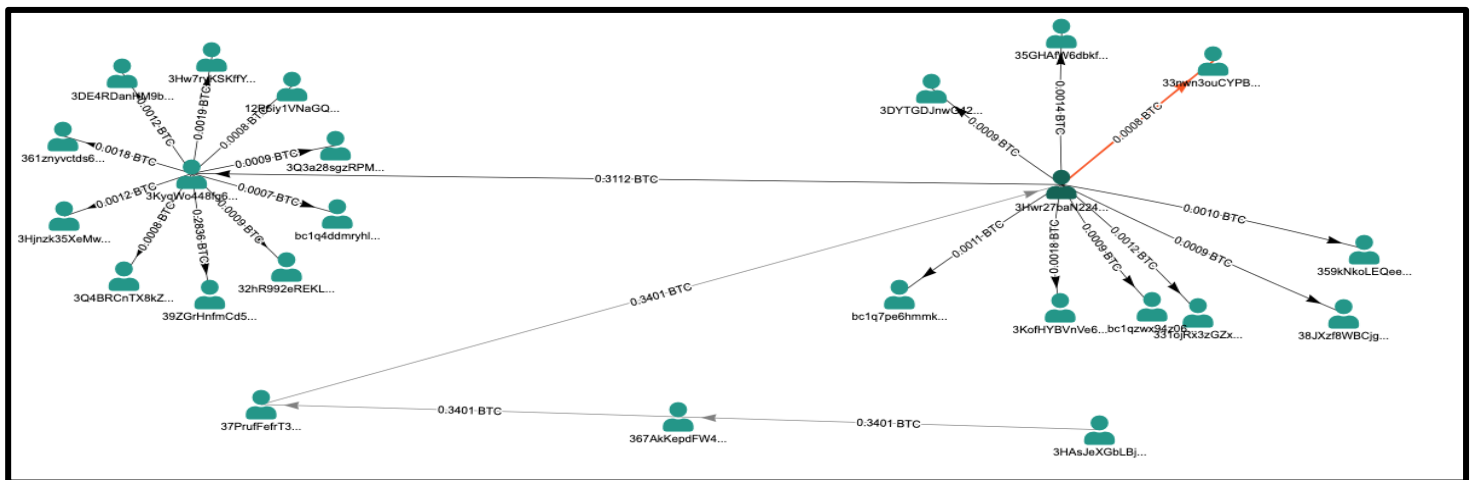 35GHAfW6dbkf...
3Hw7ryKSKffY...
33nwn3ouCYPB...
3DE4RDanHM9b...
12R6iy1VNaGQ...
3DYTGDJnwG42...
0.0012 BTC
0.0019 BTC
0.0008 BTC
0.0009 BTC
0.0014 BTC
0.0008 BTC
361znyvctds6...
0.0018 BTC
0.0009 BTC
3Q3a28sgzRPM...
0.3112 BTC
3KyqWo448fq6...
3Hwr27baN224...
0.0012 BTC
0.0007 BTC
0.0010 BTC
3Hjnzk35XeMw...
bc1q4ddmryhl...
0.0008 BTC
0.2836 BTC
0.0009 BTC
0.0011 BTC
0.0018 BTC
0.0009 BTC
0.0012 BTC
0.0009 BTC
359kNkoLEQee...
3Q4BRCnTX8kZ...
32hR992eREKL...
39ZGrHnfmCd5...
0.3401 BTC
bc1q7pe6hmmk...
3KofHYBVnVe6...
bc1qzwx94z06
331ojRx3zGZx...
38JXzf8WBCjg...
37PrufFefrT3...
0.3401 BTC
367AkKepdFW4...
0.3401 BTC
3HAsJeXGbLBj...